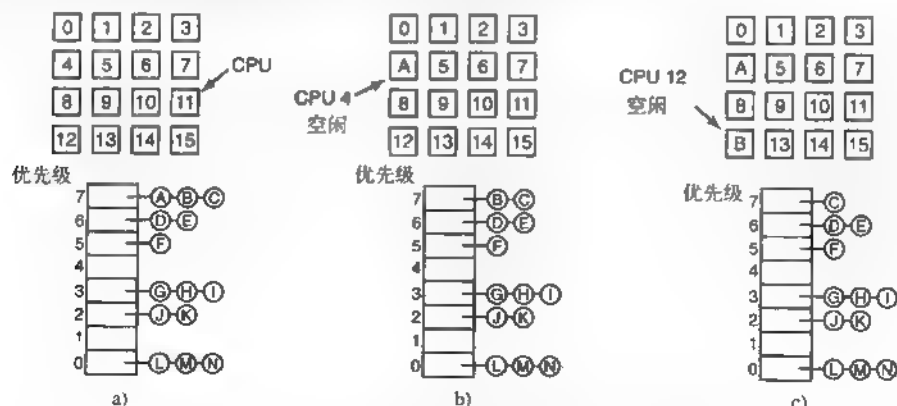 0 1 2 3
4 5 6 7
8 9 10 11
12 13 14 15
CPU
优先级
7 A B C
6 D E
5 F
4
3 G H I
2 J K
1
0 L M N
a)
0 1 2 3
A 5 6 7
8 9 10 11
12 13 14 15
CPU 4
空闲
优先级
7 B C
6 D E
5 F
4
3 G H I
2 J K
1
0 L M N
b)
0 1 2 3
A 5 6 7
8 9 10 11
B 13 14 15
CPU 12
空闲
优先级
7 C
6 D E
5 F
4
3 G H I
2 J K
1
0 L M N
c)